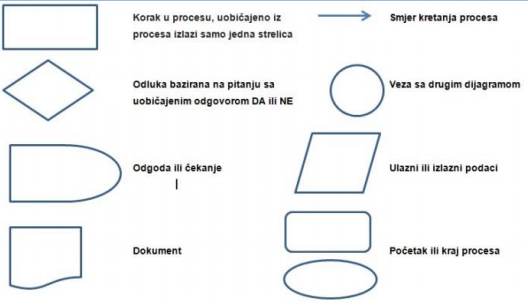 Korak u procesu, uobičajeno iz
procesa izlazi samo jedna strelica
Smjer kretanja procesa
Odluka bazirana na pitanju sa
uobičajenim odgovorom DA ili NE
Veza sa drugim dijagramom
Odgoda ili čekanje
Ulazni ili izlazni podaci
Dokument
Početak ili kraj procesa